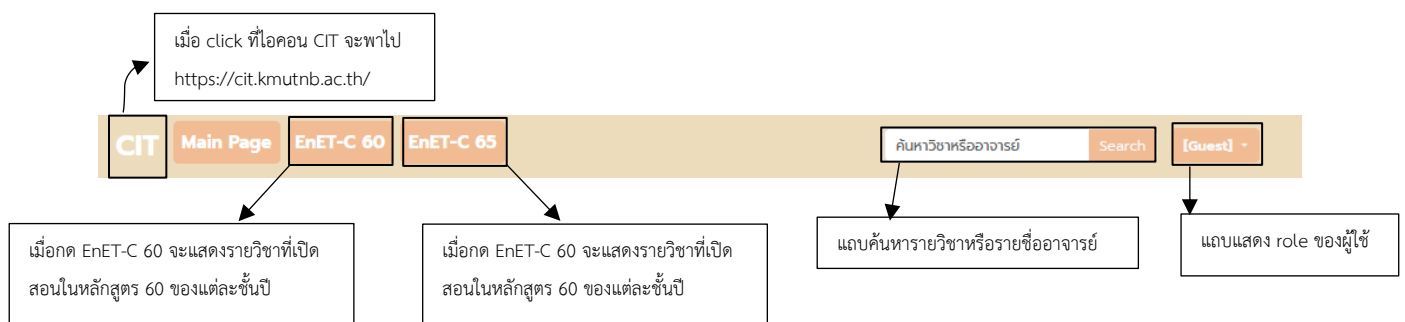 เมื่อ click ที่ไอคอน CIT จะพาไป
https://cit.kmutnb.ac.th/
CIT Main Page EnET-C 60 EnET-C 65 ค้นหาวิชาหรืออาจารย์ Search [Guest]
เมื่อกด EnET-C 60 จะแสดงรายวิชาที่เปิด
สอนในหลักสูตร 60 ของแต่ละชั้นปี
เมื่อกด EnET-C 60 จะแสดงรายวิชาที่เปิด
สอนในหลักสูตร 60 ของแต่ละชั้นปี
แถบค้นหารายวิชาหรือรายชื่ออาจารย์
แถบแสดง role ของผู้ใช้